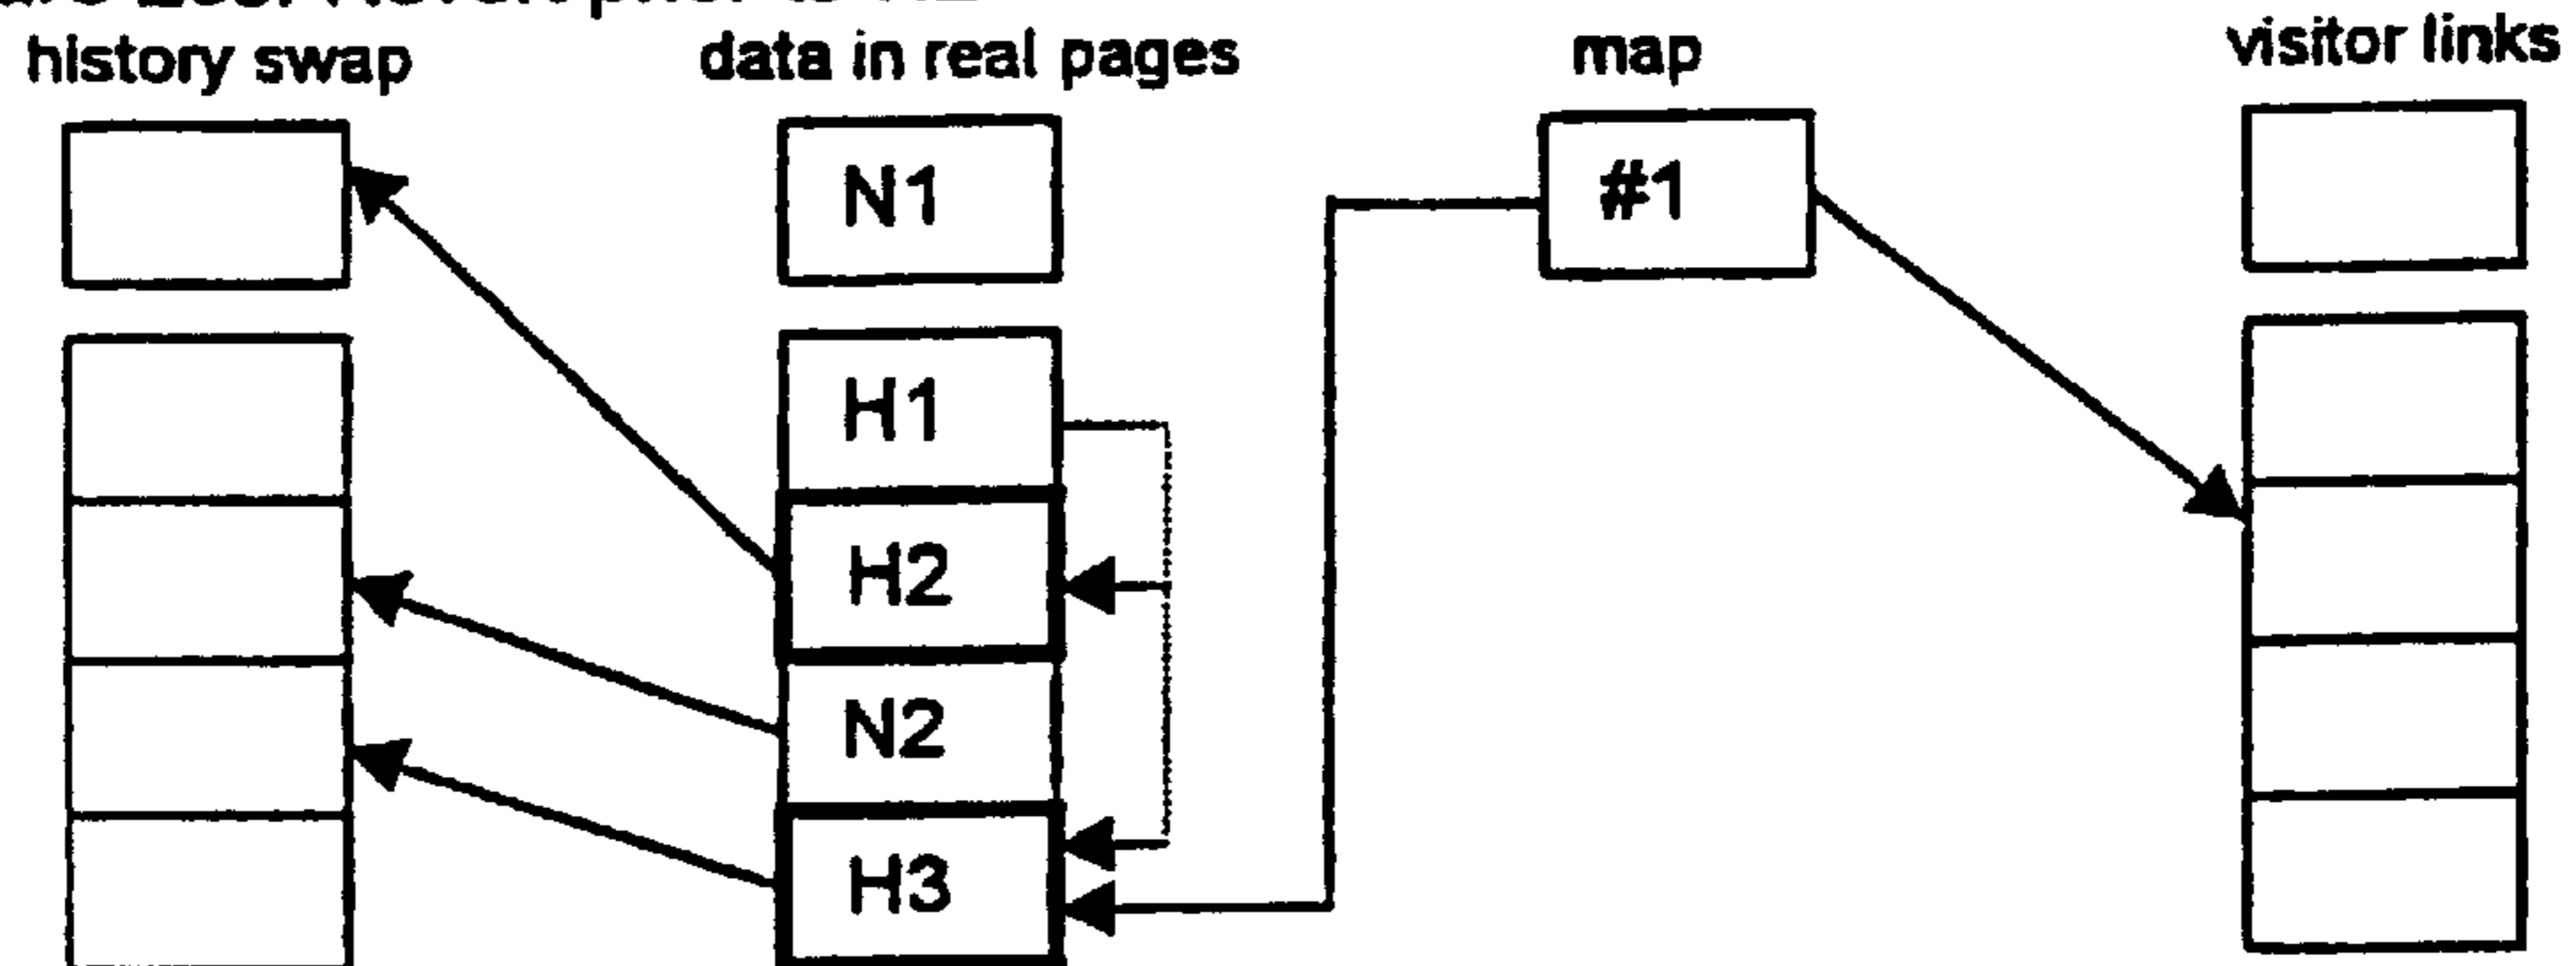 history swap
data in real pages
map
visitor links
N1
#1
H1
H2
N2
H3